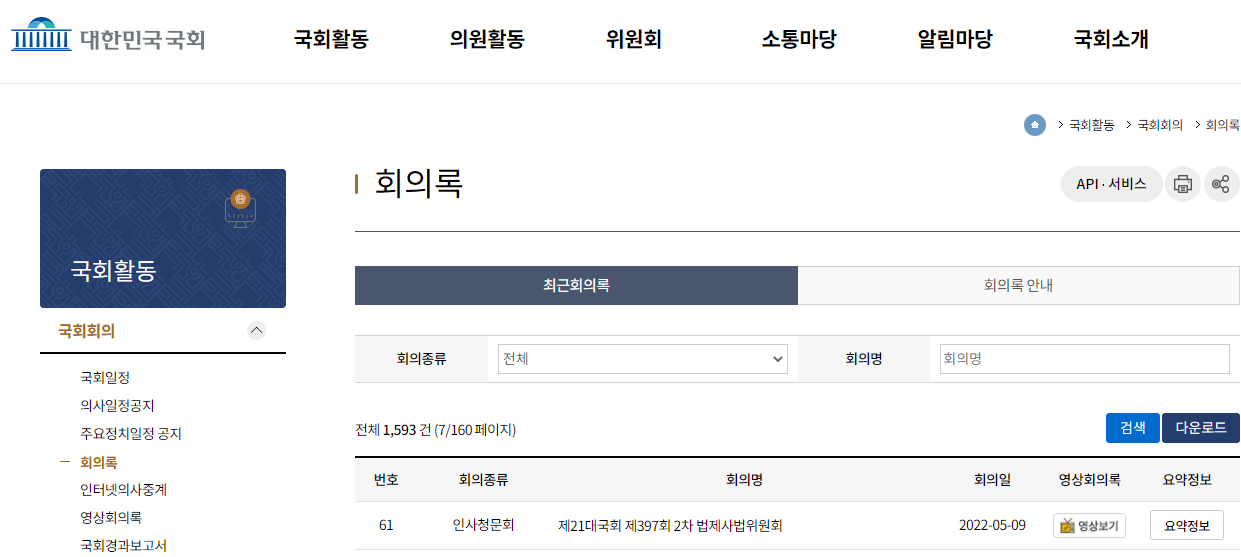 대한민국국회
국회활동 의원활동 위원회 소통마당 알림마당 국회소개
국회활동 국회회의 회의록
회의록
API · 서비스
국회활동
최근회의록 회의록 안내
국회회의
회의종류 전체 회의명 회의명
국회일정
의사일정공지
주요정치일정 공지
전체 1,593 건 (7/160 페이지) 검색 다운로드
회의록
번호 회의종류 회의명 회의일 영상회의록 요약정보
인터넷의사중계
영상회의록
61 인사청문회 제21대국회 제397회 2차 법제사법위원회 2022-05-09 영상보기 요약정보
국회경과보고서